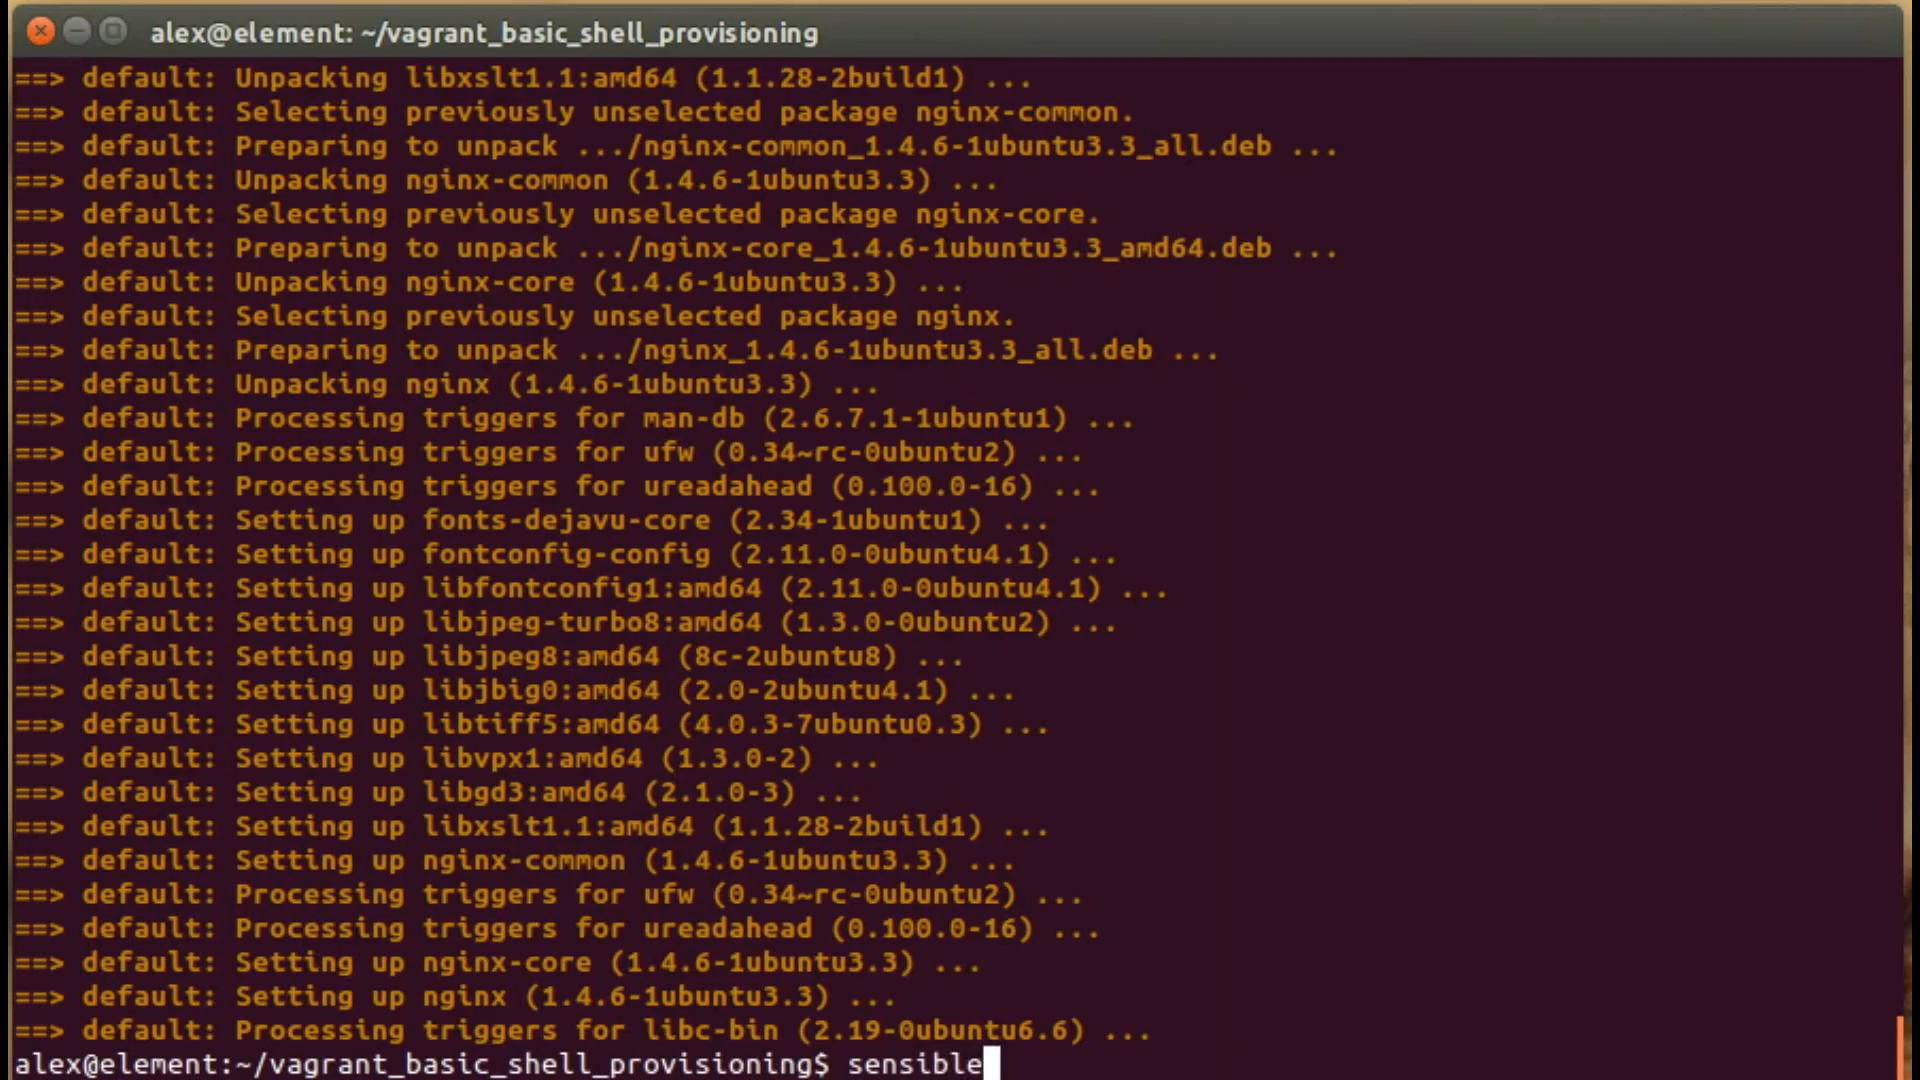 alex@element: ~/vagrant_basic_shell_provisioning
==> default: Unpacking libxslt1.1:amd64 (1.1.28-2build1) ...
==> default: Selecting previously unselected package nginx-common.
==> default: Preparing to unpack .../nginx-common_1.4.6-1ubuntu3.3_all.deb ...
==> default: Unpacking nginx-common (1.4.6-1ubuntu3.3) ...
==> default: Selecting previously unselected package nginx-core.
==> default: Preparing to unpack .../nginx-core_1.4.6-1ubuntu3.3_amd64.deb ...
==> default: Unpacking nginx-core (1.4.6-1ubuntu3.3) ...
==> default: Selecting previously unselected package nginx.
==> default: Preparing to unpack .../nginx_1.4.6-1ubuntu3.3_all.deb ...
==> default: Unpacking nginx (1.4.6-1ubuntu3.3) ...
==> default: Processing triggers for man-db (2.6.7.1-1ubuntu1) ...
==> default: Processing triggers for ufw (0.34~rc-0ubuntu2) ...
==> default: Processing triggers for ureadahead (0.100.0-16) ...
==> default: Setting up fonts-dejavu-core (2.34-1ubuntu1) ...
==> default: Setting up fontconfig-config (2.11.0-0ubuntu4.1) ...
==> default: Setting up libfontconfig1:amd64 (2.11.0-0ubuntu4.1) ...
==> default: Setting up libjpeg-turbo8:amd64 (1.3.0-0ubuntu2) ...
==> default: Setting up libjpeg8:amd64 (8c-2ubuntu8) ...
==> default: Setting up libjbig0:amd64 (2.0-2ubuntu4.1) ...
==> default: Setting up libtiff5:amd64 (4.0.3-7ubuntu0.3) ...
==> default: Setting up libvpx1:amd64 (1.3.0-2) ...
==> default: Setting up libgd3:amd64 (2.1.0-3) ...
==> default: Setting up libxslt1.1:amd64 (1.1.28-2build1) ...
==> default: Setting up nginx-common (1.4.6-1ubuntu3.3) ...
==> default: Processing triggers for ufw (0.34~rc-0ubuntu2) ...
==> default: Processing triggers for ureadahead (0.100.0-16) ...
==> default: Setting up nginx-core (1.4.6-1ubuntu3.3) ...
==> default: Setting up nginx (1.4.6-1ubuntu3.3) ...
==> default: Processing triggers for libc-bin (2.19-0ubuntu6.6) ...
alex@element:~/vagrant_basic_shell_provisioning$ sensible